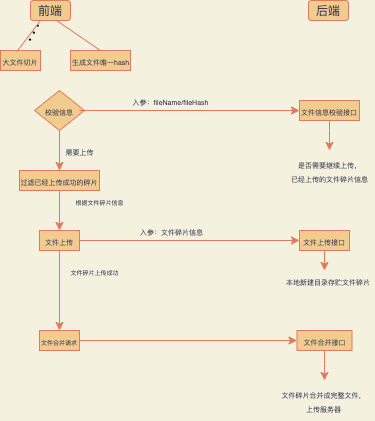 前端
后端
大文件切片
生成文件唯一hash
校验信息
入参：fileName/fileHash
文件信息校验接口
需要上传
是否需要继续上传，
已经上传的文件碎片信息
过滤已经上传成功的碎片
根据文件碎片信息
文件上传
入参：文件碎片信息
文件上传接口
文件碎片上传成功
本地新建目录存贮文件碎片
文件合并请求
文件合并接口
文件碎片合并成完整文件，
上传服务器